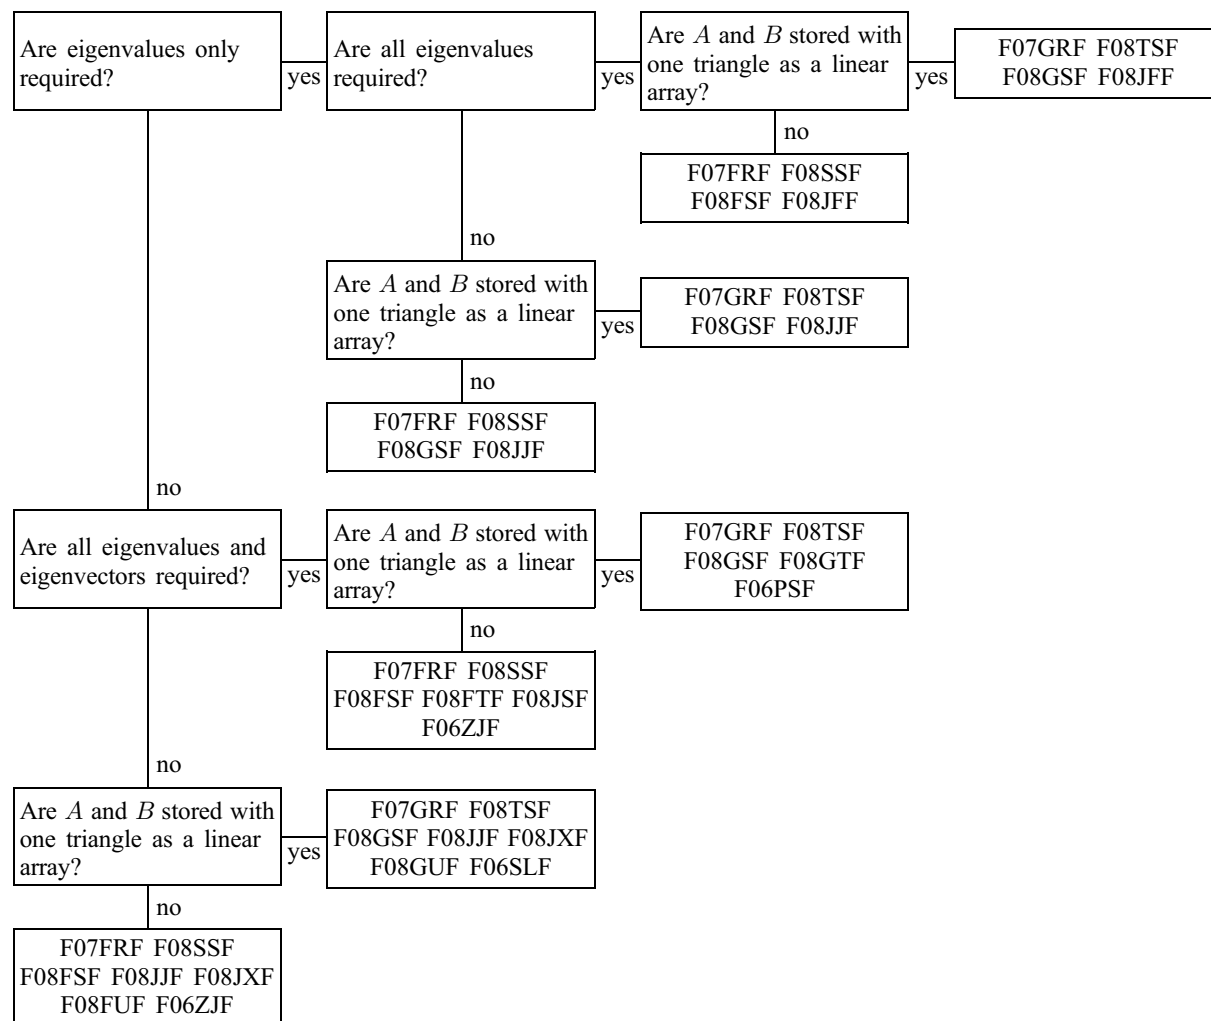 Are eigenvalues only
required?
yes
Are all eigenvalues
required?
yes
Are A and B stored with
one triangle as a linear
array?
yes
F07GRF F08TSF
F08GSF F08JFF
no
F07FRF F08SSF
F08FSF F08JFF
no
Are A and B stored with
one triangle as a linear
array?
yes
F07GRF F08TSF
F08GSF F08JJF
no
F07FRF F08SSF
F08GSF F08JJF
no
Are all eigenvalues and
eigenvectors required?
yes
Are A and B stored with
one triangle as a linear
array?
yes
F07GRF F08TSF
F08GSF F08GTF
F06PSF
no
F07FRF F08SSF
F08FSF F08FTF F08JSF
F06ZJF
no
Are A and B stored with
one triangle as a linear
array?
yes
F07GRF F08TSF
F08GSF F08JJF F08JXF
F08GUF F06SLF
no
F07FRF F08SSF
F08FSF F08JJF F08JXF
F08FUF F06ZJF